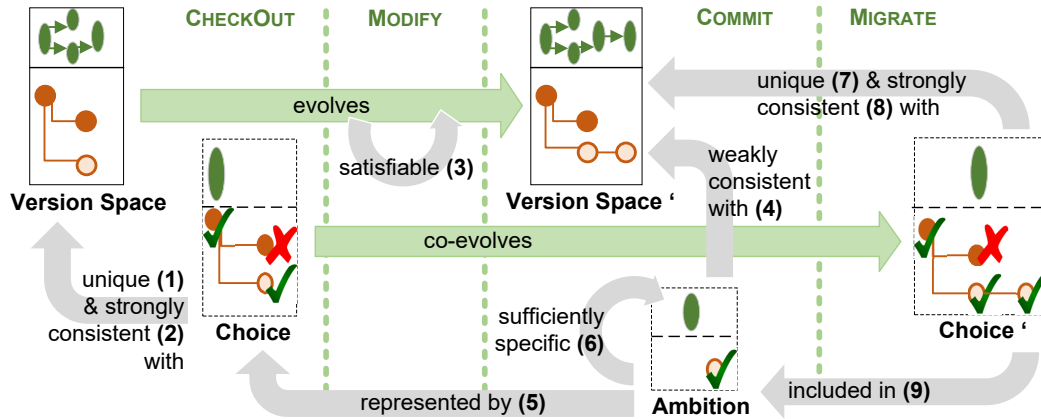 CHECKOUT
MODIFY
COMMIT
MIGRATE
evolves
unique (7) & strongly
consistent (8) with
satisfiable (3)
weakly
consistent
with (4)
Version Space
Version Space ‘
co-evolves
unique (1)
& strongly
consistent (2)
with
Choice
sufficiently
specific (6)
Choice ‘
represented by (5)
Ambition
included in (9)